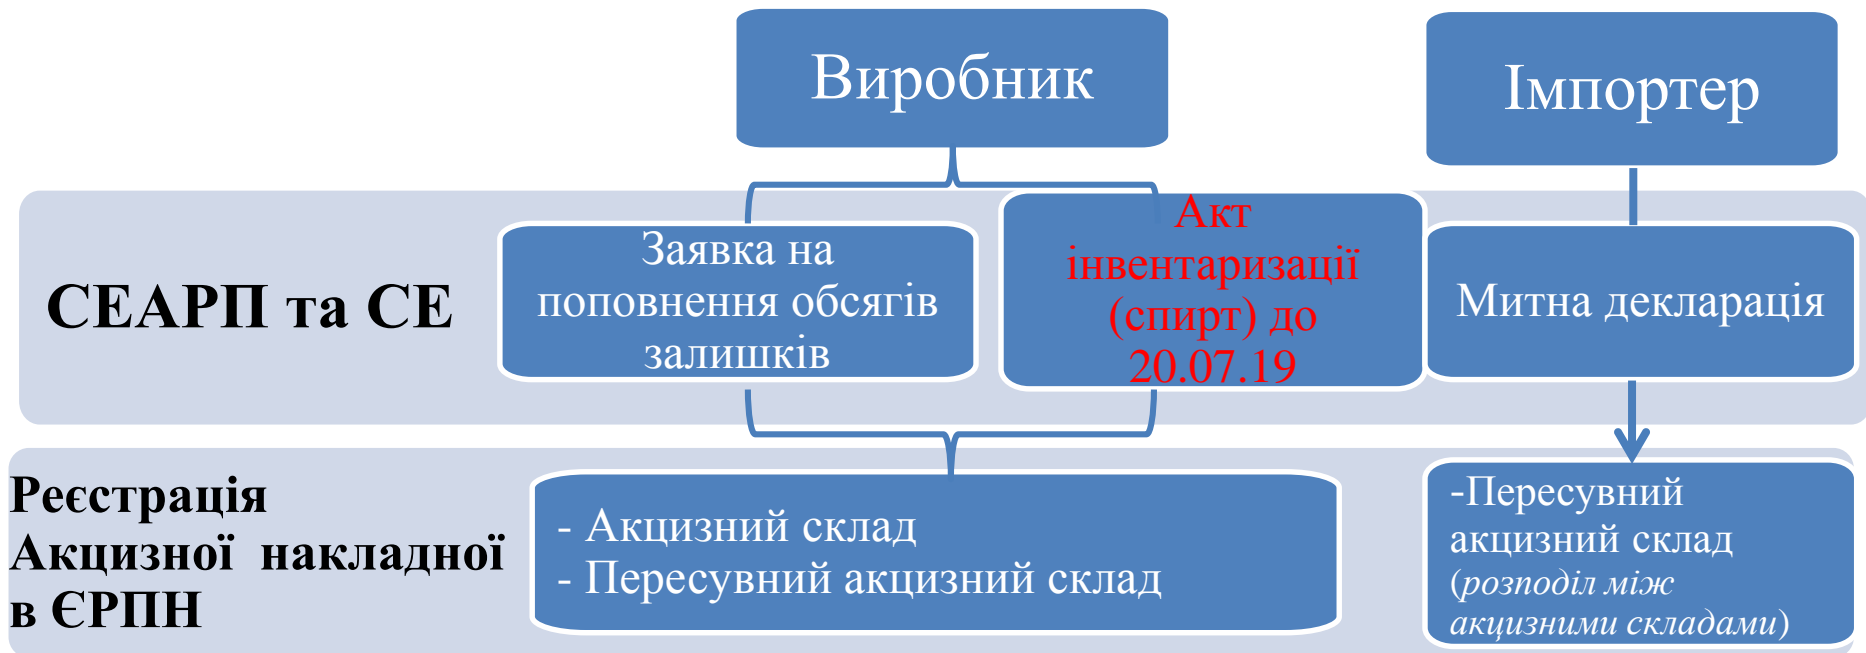 Виробник
Імпортер
СЕАРП та СЕ
Заявка на
поповнення обсягів
залишків
Акт
інвентаризації
(спирт) до
20.07.19
Митна декларація
Реєстрація
Акцизної накладної
в ЄРПН
- Акцизний склад
- Пересувний акцизний склад
-Пересувний
акцизний склад
(розподіл між
акцизними складами)